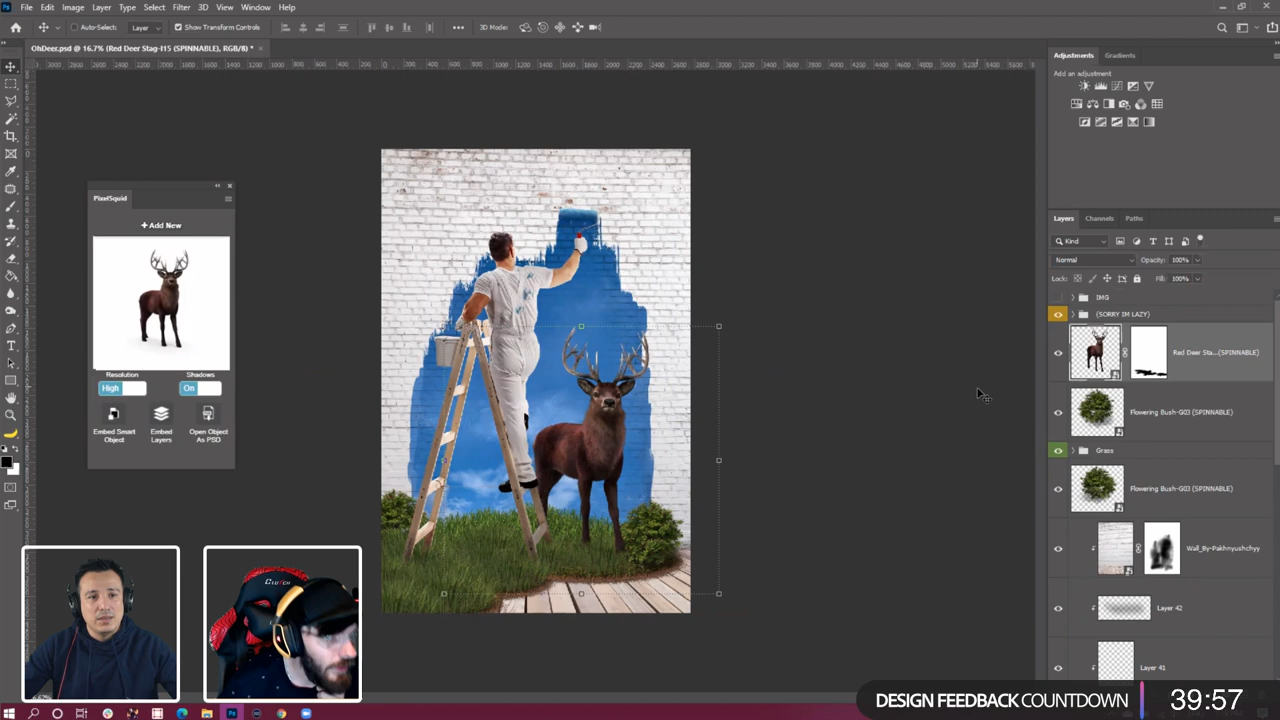 File Edit Image Layer Type Select Filter 3D View Window Help
Auto-Select: Layer Show Transform Controls 3D Mode:
OhDeer.psd @ 16.7% (Red Deer Stag-I15 (SPINNABLE), RGB/8) *
Adjustments Gradients
Add an adjustment
PixelSquid
+ Add New
Resolution Shadows
High On
Embed Smart Object
Embed Layers
Open Object As PSD
Layers Channels Paths
Kind
Normal Opacity: 100%
Lock: Fill: 100%
IMG
(SORRY IM LAZY)
Red Deer Sta...(SPINNABLE)
Flowering Bush-G03 (SPINNABLE)
Grass
Flowering Bush-G03 (SPINNABLE)
Wall_By-Pakhnyushchyy
Layer 42
Layer 41
CLUTCH
DESIGN FEEDBACK COUNTDOWN 39:57